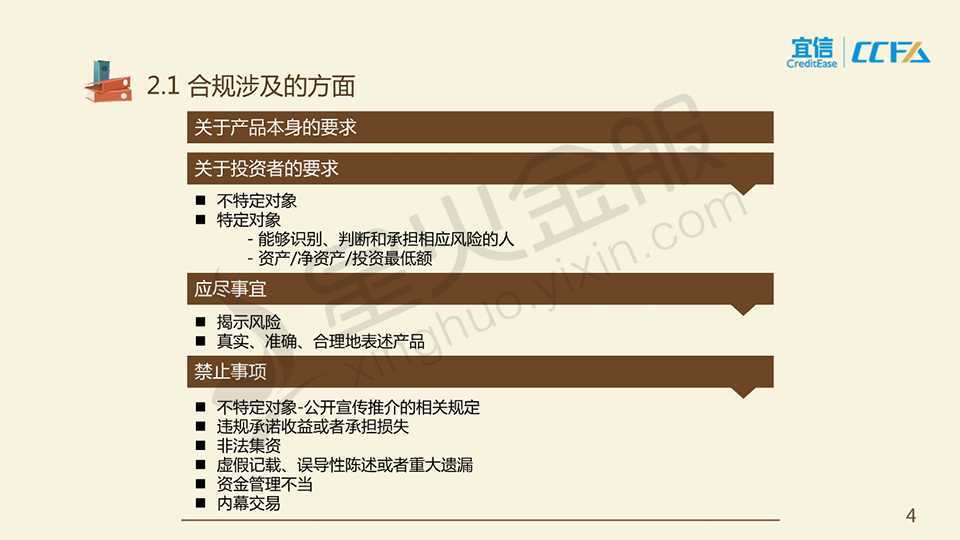 宜信
CreditEase
CCFA
2.1 合规涉及的方面
关于产品本身的要求
关于投资者的要求
■ 不特定对象
■ 特定对象
- 能够识别、判断和承担相应风险的人
- 资产/净资产/投资最低额
应尽事宜
■ 揭示风险
■ 真实、准确、合理地表述产品
禁止事项
■ 不特定对象-公开宣传推介的相关规定
■ 违规承诺收益或者承担损失
■ 非法集资
■ 虚假记载、误导性陈述或者重大遗漏
■ 资金管理不当
■ 内幕交易
星火金服
xinghuo.yixin.com
4